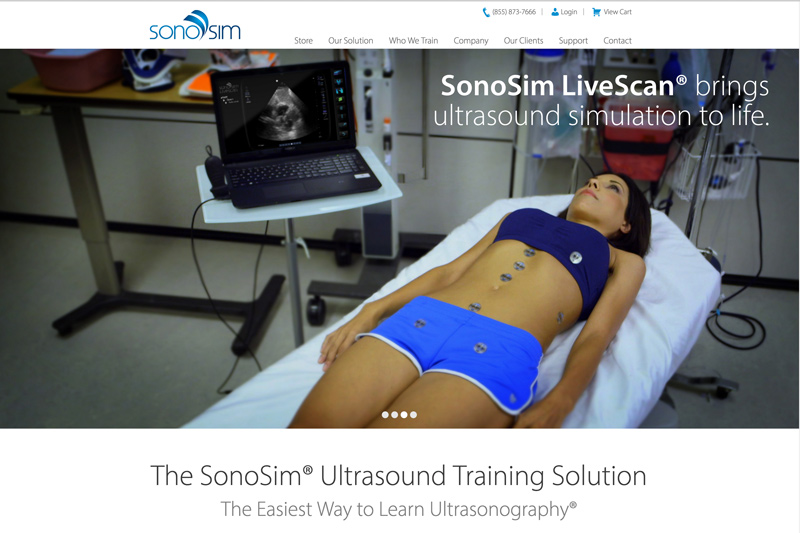 sonosim
(855) 873-7666 | Login | View Cart
Store Our Solution Who We Train Company Our Clients Support Contact
SonoSim LiveScan® brings
ultrasound simulation to life.
The SonoSim® Ultrasound Training Solution
The Easiest Way to Learn Ultrasonography®